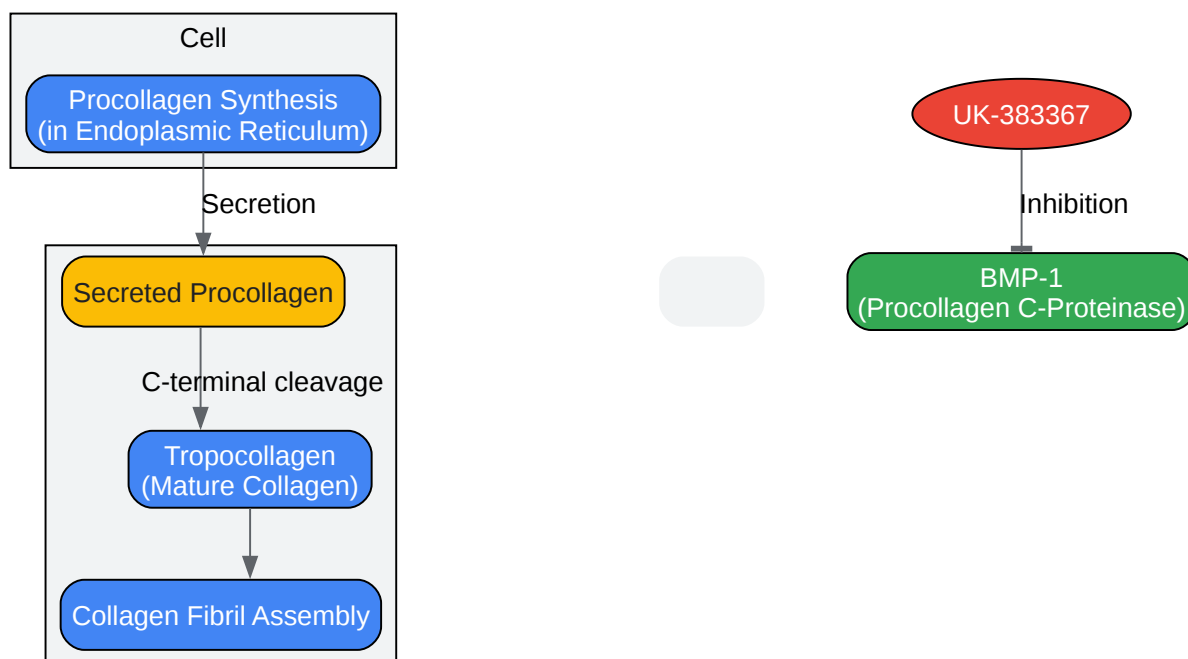 Cell
Procollagen Synthesis
(in Endoplasmic Reticulum)
UK-383367
Secretion
Inhibition
Secreted Procollagen
BMP-1
(Procollagen C-Proteinase)
C-terminal cleavage
Tropocollagen
(Mature Collagen)
Collagen Fibril Assembly